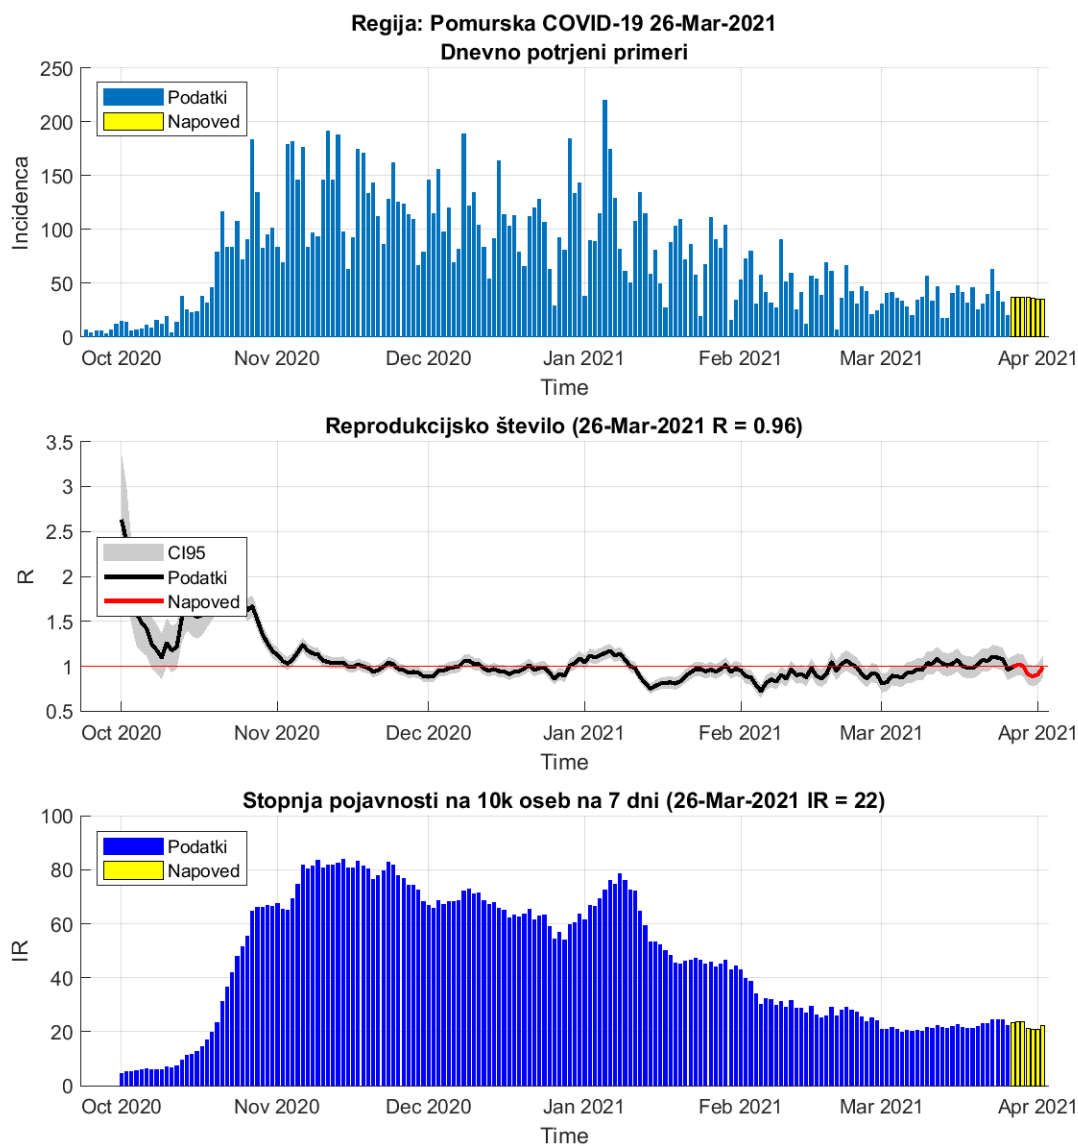 Regija: Pomurska COVID-19 26-Mar-2021
Dnevno potrjeni primeri
250
200
150
100
50
0
Incidenca
Podatki
Napoved
Oct 2020 Nov 2020 Dec 2020 Jan 2021 Feb 2021 Mar 2021 Apr 2021
Time
Reprodukcijsko število (26-Mar-2021 R = 0.96)
3.5
3
2.5
2
1.5
1
0.5
R
CI95
Podatki
Napoved
Oct 2020 Nov 2020 Dec 2020 Jan 2021 Feb 2021 Mar 2021 Apr 2021
Time
Stopnja pojavnosti na 10k oseb na 7 dni (26-Mar-2021 IR = 22)
100
80
60
40
20
0
IR
Podatki
Napoved
Oct 2020 Nov 2020 Dec 2020 Jan 2021 Feb 2021 Mar 2021 Apr 2021
Time